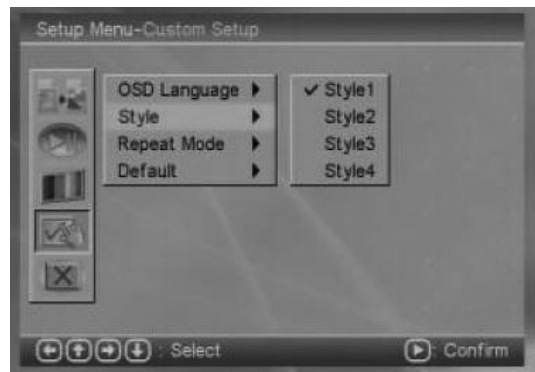 Setup Menu-Custom Setup
OSD Language
Style
Repeat Mode
Default
✓ Style1
Style2
Style3
Style4
: Select
: Confirm